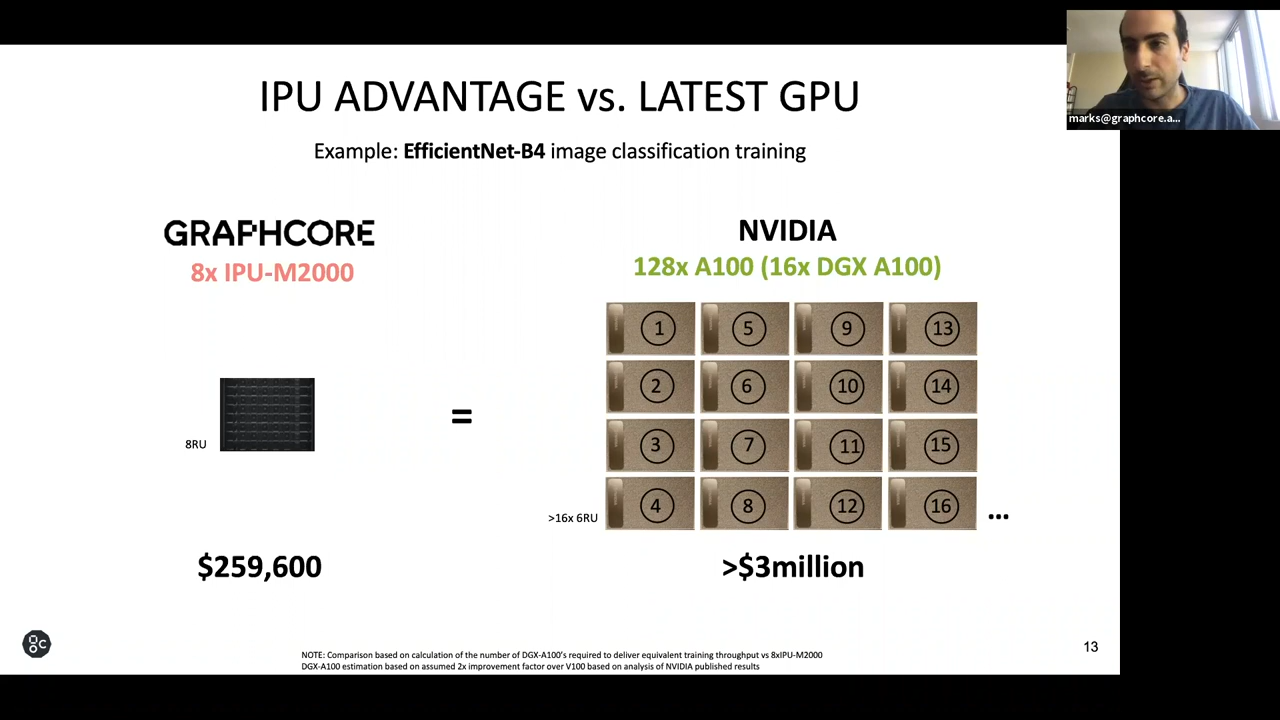 IPU ADVANTAGE vs. LATEST GPU
Example: EfficientNet-B4 image classification training
marks@graphcore.a...
GRAPHCORE
8x IPU-M2000
8RU
$259,600
=
NVIDIA
128x A100 (16x DGX A100)
1 5 9 13
2 6 10 14
3 7 11 15
4 8 12 16
>16x 6RU
...
>$3million
NOTE: Comparison based on calculation of the number of DGX-A100's required to deliver equivalent training throughput vs 8xIPU-M2000
DGX-A100 estimation based on assumed 2x improvement factor over V100 based on analysis of NVIDIA published results
13